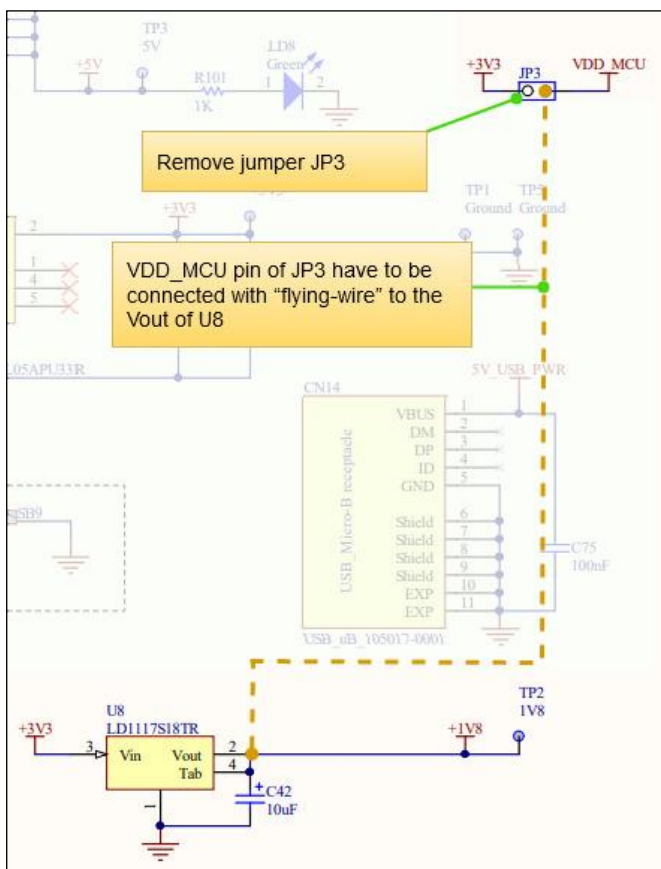 TP3
5V
+5V
LD8
Green
R101
1K
1
2
+3V3
JP3
VDD_MCU
Remove jumper JP3
+3V3
TP1
Ground
TP5
Ground
2
1
4
5
VDD_MCU pin of JP3 have to be
connected with “flying-wire” to the
Vout of U8
L05APU33R
5V_USB_PWR
CN14
USB_Micro-B receptacle
VBUS 1
DM 2
DP 3
ID 4
GND 5
Shield 6
Shield 7
Shield 8
Shield 9
EXP 10
EXP 11
C75
100nF
USB_uB_105017-0001
SB9
U8
LD1117S18TR
+3V3
3
Vin
Vout
2
Tab
4
1
C42
10uF
+1V8
TP2
1V8